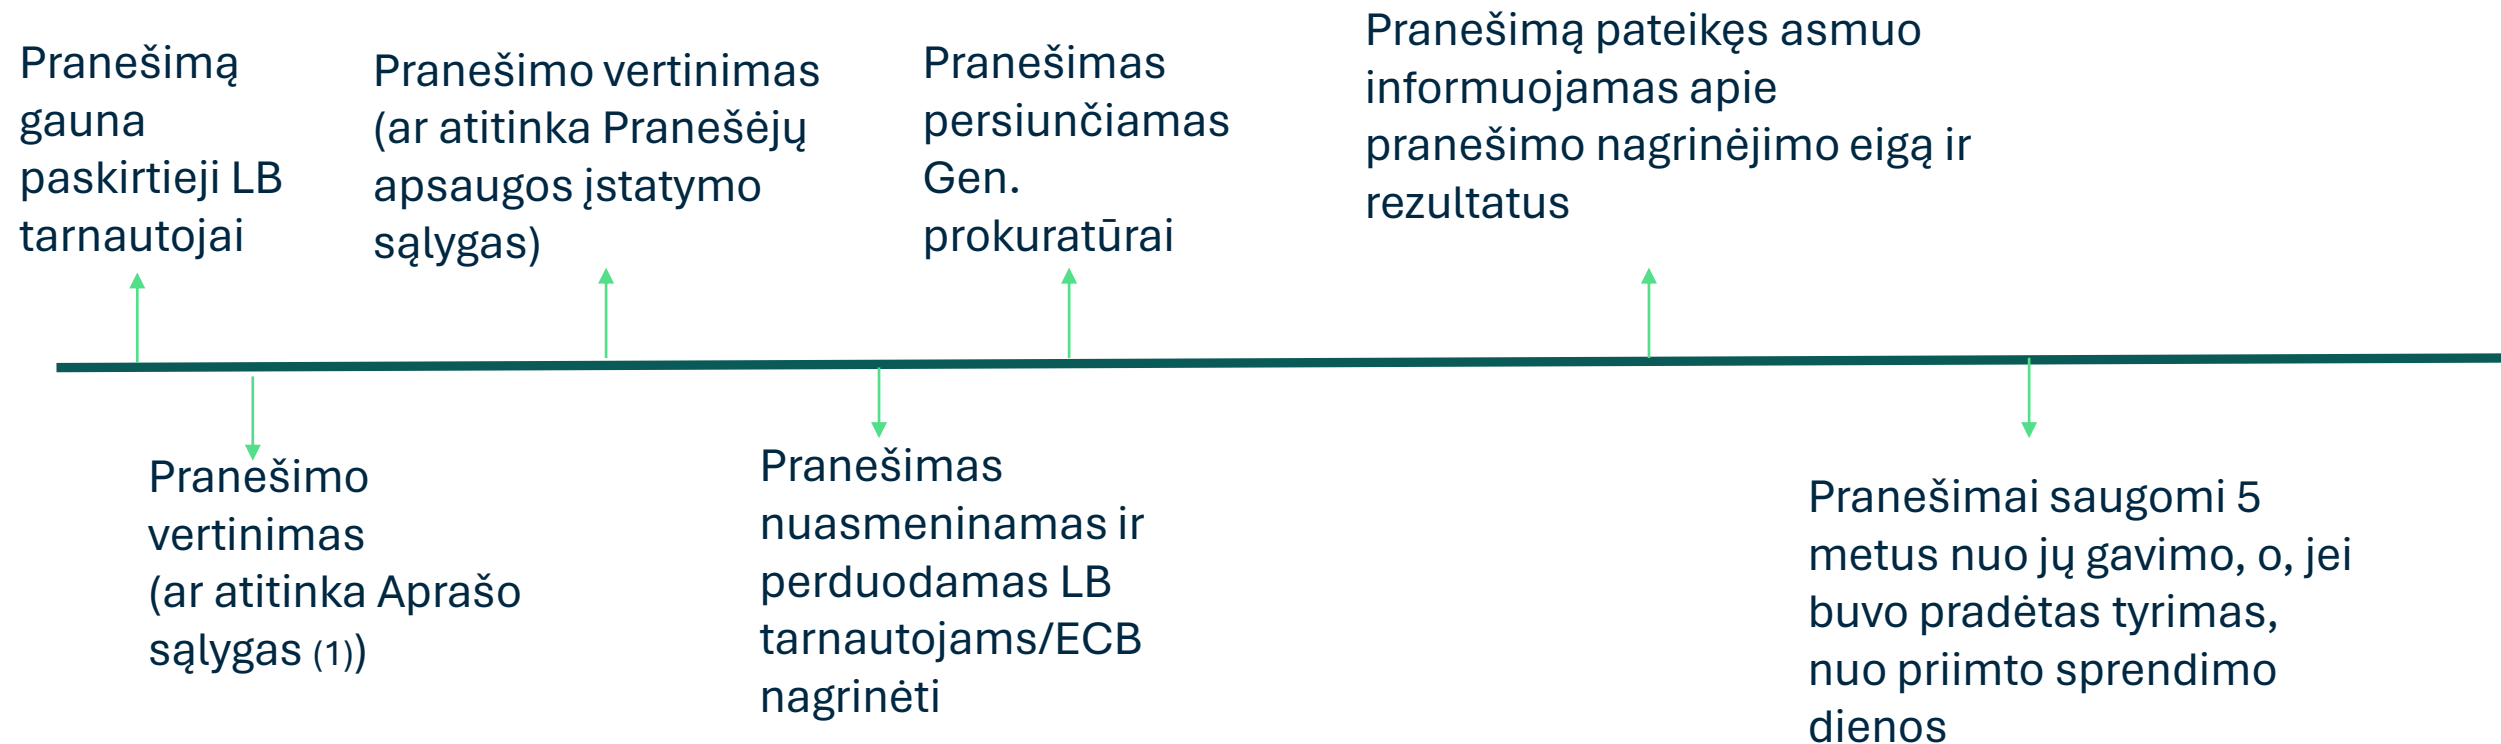 Pranešimą
gauna
paskirtieji LB
tarnautojai
Pranešimo vertinimas
(ar atitinka Pranešėjų
apsaugos įstatymo
sąlygas)
Pranešimas
persiunčiamas
Gen.
prokuratūrai
Pranešimą pateikęs asmuo
informuojamas apie
pranešimo nagrinėjimo eigą ir
rezultatus
Pranešimo
vertinimas
(ar atitinka Aprašo
sąlygas (1))
Pranešimas
nuasmeninamas ir
perduodamas LB
tarnautojams/ECB
nagrinėti
Pranešimai saugomi 5
metus nuo jų gavimo, o, jei
buvo pradėtas tyrimas,
nuo priimto sprendimo
dienos